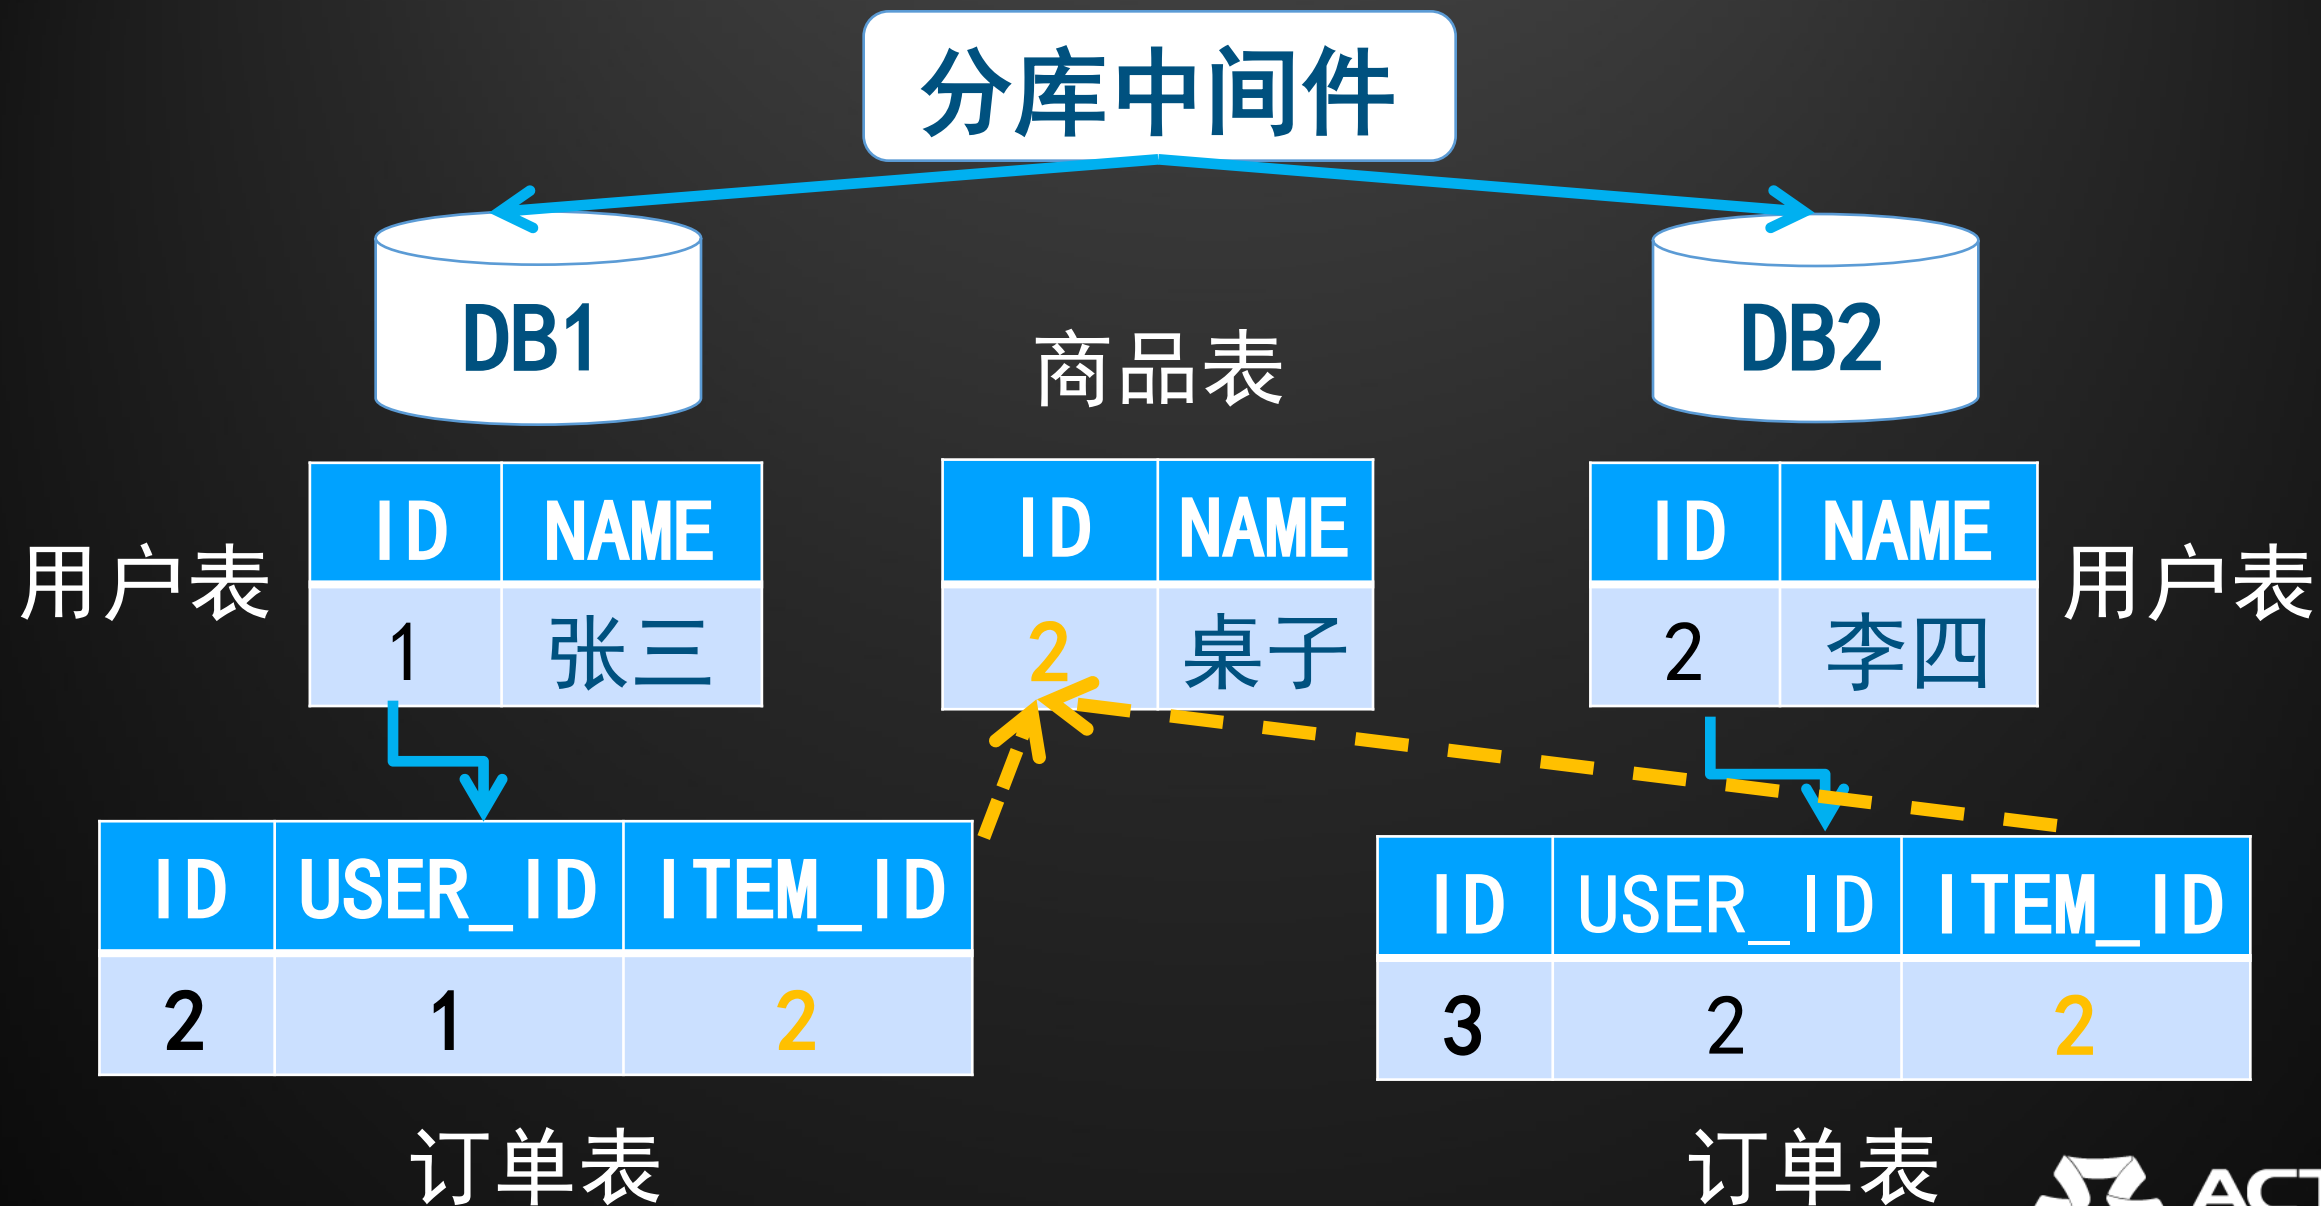 分库中间件
DB1
DB2
商品表
用户表
ID NAME
1 张三
ID NAME
2 桌子
ID NAME
2 李四
用户表
ID USER_ID ITEM_ID
2 1 2
订单表
ID USER_ID ITEM_ID
3 2 2
订单表